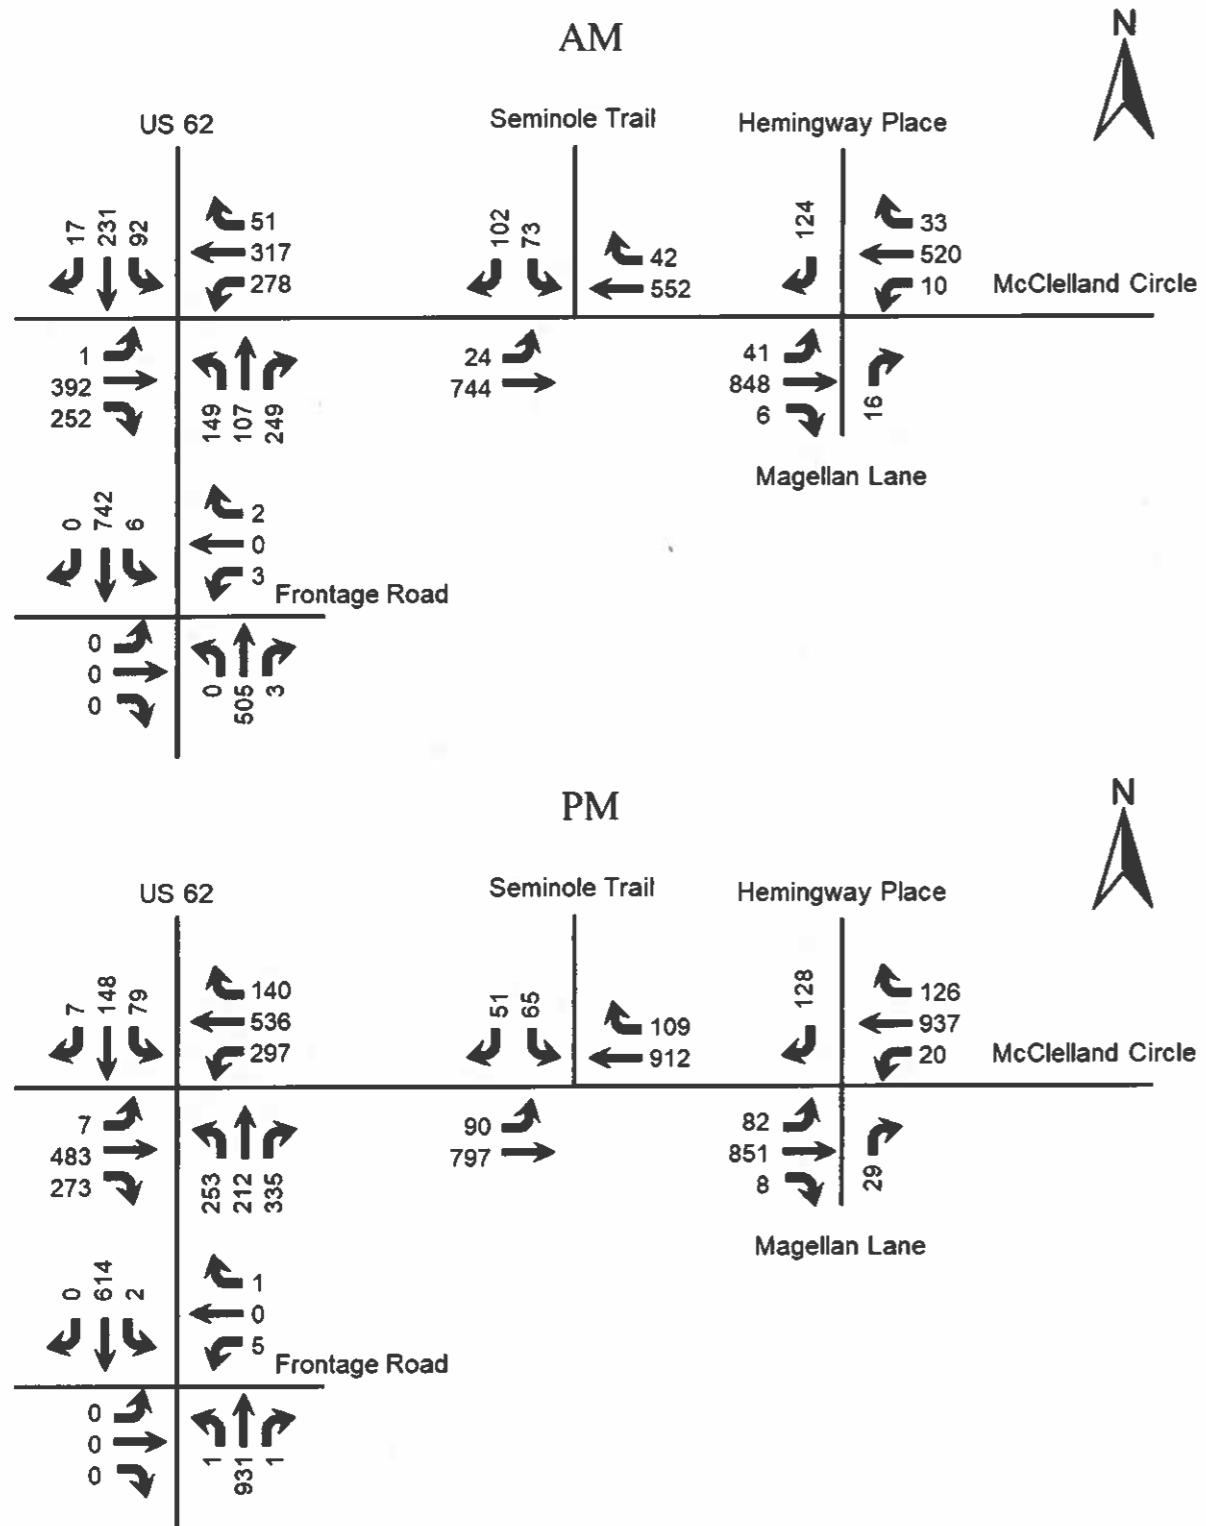 AM
N
US 62
Seminole Trail
Hemingway Place
17 231 92
51
317
278
102 73
42
552
124
33
520
10
McClelland Circle
1
392
252
149 107 249
24
744
41
848
6
16
Magellan Lane
0 742 6
2
0
3
Frontage Road
0
0
0
0 505 3
PM
N
US 62
Seminole Trail
Hemingway Place
7 148 79
140
536
297
51 65
109
912
128
126
937
20
McClelland Circle
7
483
273
253 212 335
90
797
82
851
8
29
Magellan Lane
0 614 2
1
0
5
Frontage Road
0
0
0
1 931 1